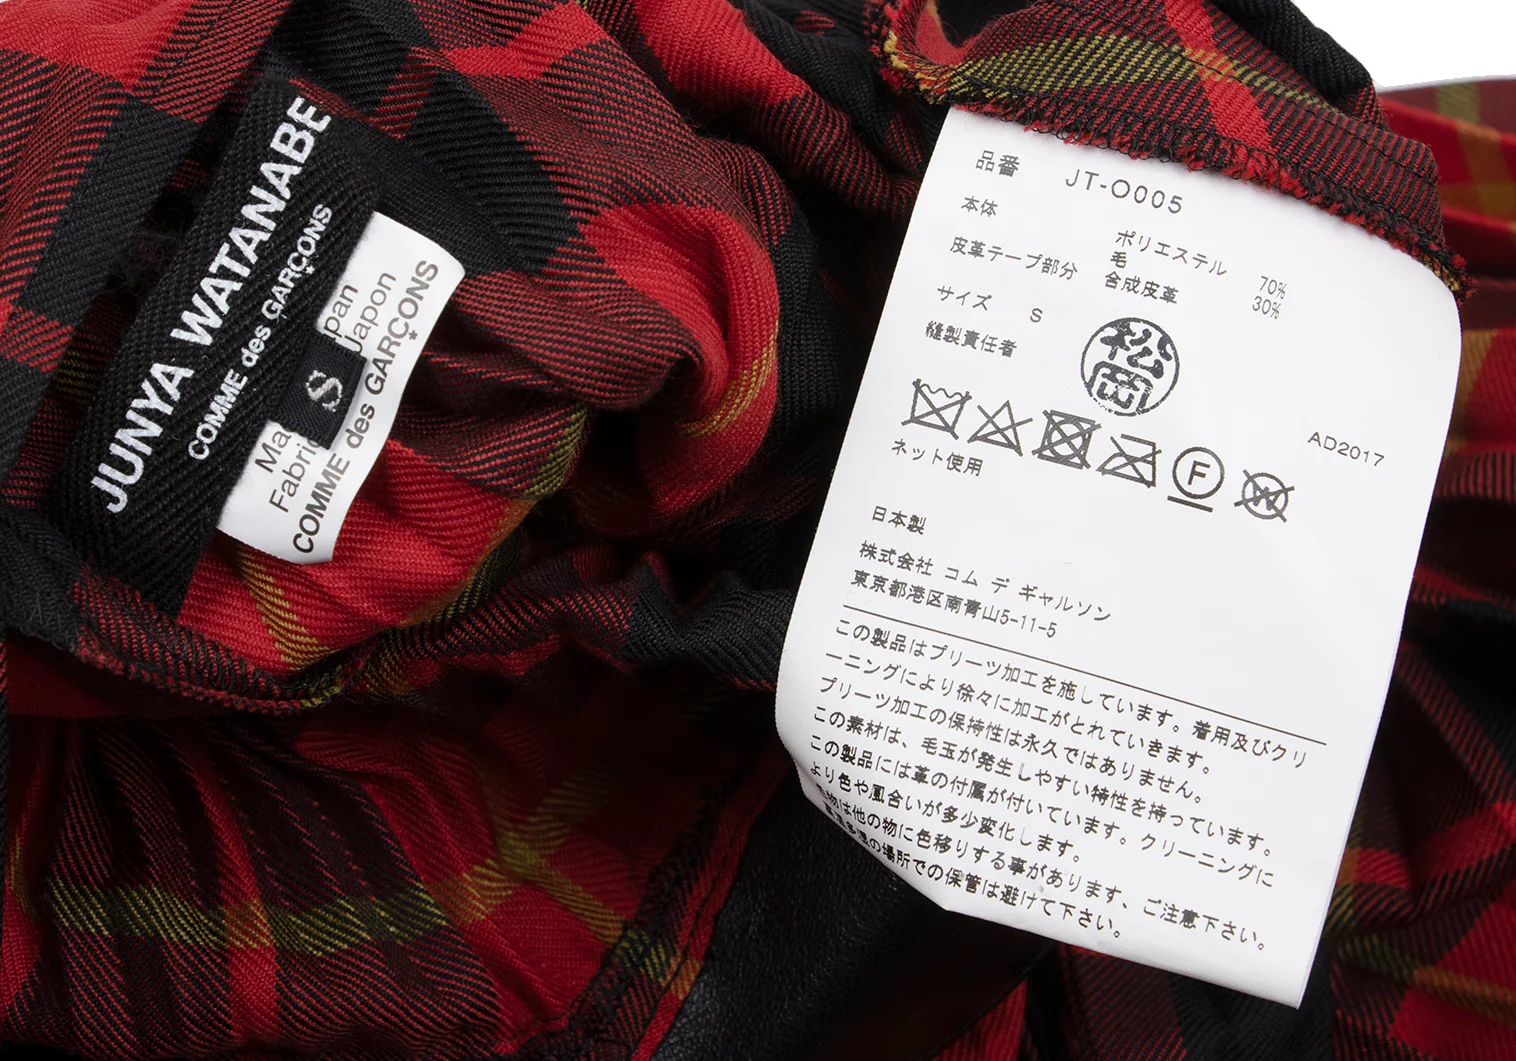 JUNYA WATANABE
COMME des GARÇONS
S
pan
Japon
Ma
Fabri
COMME des GARÇONS
品番 JT-O005
本体 ポリエステル 70%
毛 30%
皮革テープ部分 合成皮革
サイズ S
縫製責任者 松岡
F W
ネット使用
AD2017
日本製
株式会社 コム デ ギャルソン
東京都港区南青山5-11-5
この製品はプリーツ加工を施しています。着用及びクリ
ーニングにより徐々に加工がとれていきます。
プリーツ加工の保持性は永久ではありません。
この素材は、毛玉が発生しやすい特性を持っています。
この製品には革の付属が付いています。クリーニングに
より色や風合いが多少変化します。
物は他の物に色移りする事があります、ご注意下さい。
の場所での保管は避けて下さい。